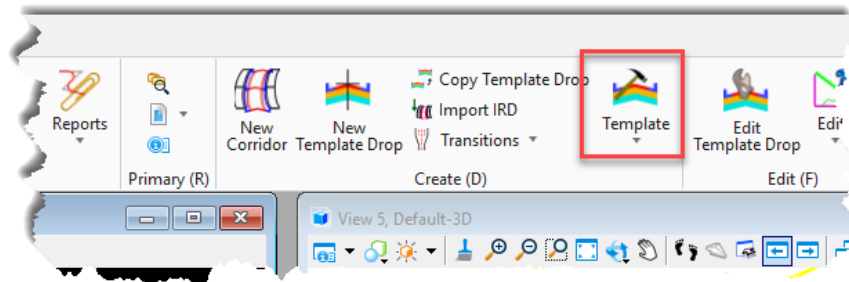 Reports
Primary (R)
New
Corridor
New
Template Drop
Copy Template Drop
Import IRD
Transitions
Template
Create (D)
Edit
Template Drop
Edit (F)
View 5, Default-3D